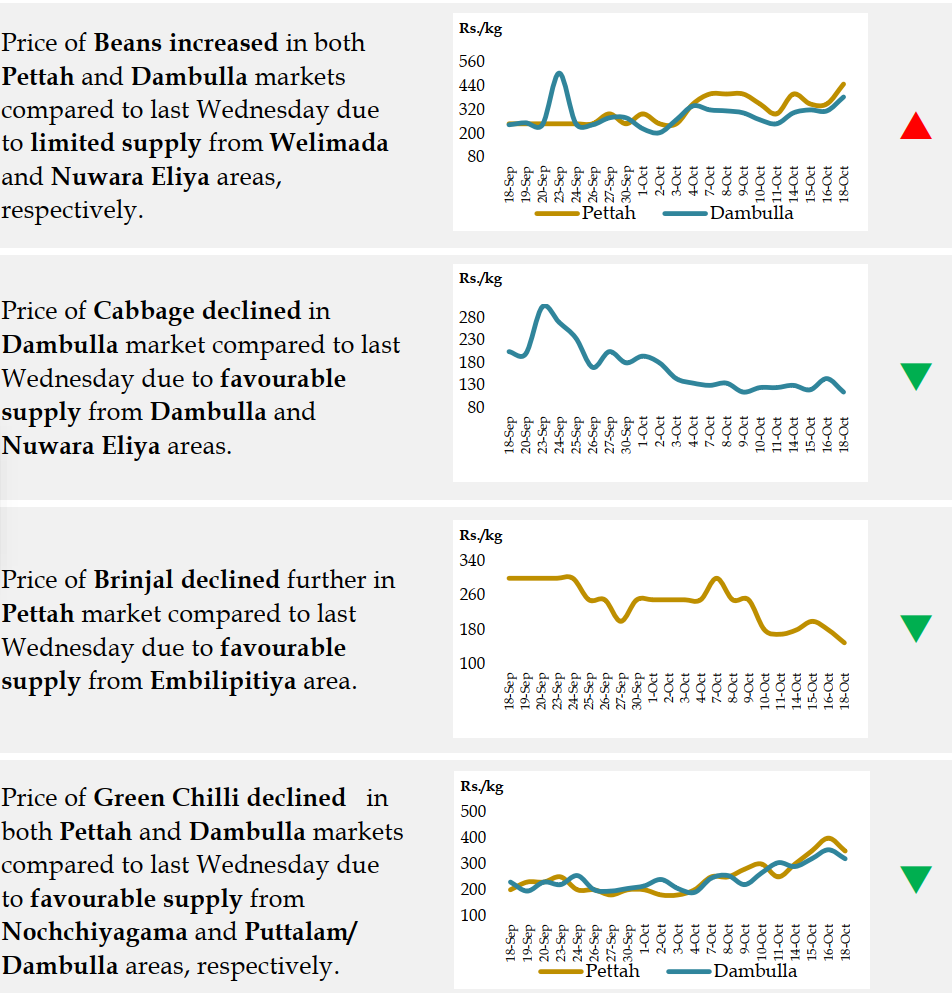 Price of Beans increased in both
Pettah and Dambulla markets
compared to last Wednesday due
to limited supply from Welimada
and Nuwara Eliya areas,
respectively.
Rs./kg
560
440
320
200
80
18-Sep 19-Sep 20-Sep 23-Sep 24-Sep 26-Sep 27-Sep 30-Sep 1-Oct 2-Oct 3-Oct 4-Oct 7-Oct 8-Oct 9-Oct 10-Oct 11-Oct 14-Oct 15-Oct 16-Oct 18-Oct
Pettah Dambulla
Price of Cabbage declined in
Dambulla market compared to last
Wednesday due to favourable
supply from Dambulla and
Nuwara Eliya areas.
Rs./kg
280
230
180
130
80
18-Sep 20-Sep 23-Sep 24-Sep 25-Sep 26-Sep 27-Sep 30-Sep 1-Oct 2-Oct 3-Oct 4-Oct 7-Oct 8-Oct 9-Oct 10-Oct 11-Oct 14-Oct 15-Oct 16-Oct 18-Oct
Price of Brinjal declined further in
Pettah market compared to last
Wednesday due to favourable
supply from Embilipitiya area.
Rs./kg
340
260
180
100
18-Sep 19-Sep 20-Sep 23-Sep 24-Sep 25-Sep 26-Sep 27-Sep 30-Sep 1-Oct 2-Oct 3-Oct 4-Oct 7-Oct 8-Oct 9-Oct 10-Oct 11-Oct 14-Oct 15-Oct 16-Oct 18-Oct
Price of Green Chilli declined in
both Pettah and Dambulla markets
compared to last Wednesday due
to favourable supply from
Nochchiyagama and Puttalam/
Dambulla areas, respectively.
Rs./kg
500
400
300
200
100
18-Sep 19-Sep 20-Sep 23-Sep 24-Sep 26-Sep 27-Sep 30-Sep 1-Oct 2-Oct 3-Oct 4-Oct 7-Oct 8-Oct 9-Oct 10-Oct 11-Oct 14-Oct 15-Oct 16-Oct 18-Oct
Pettah Dambulla